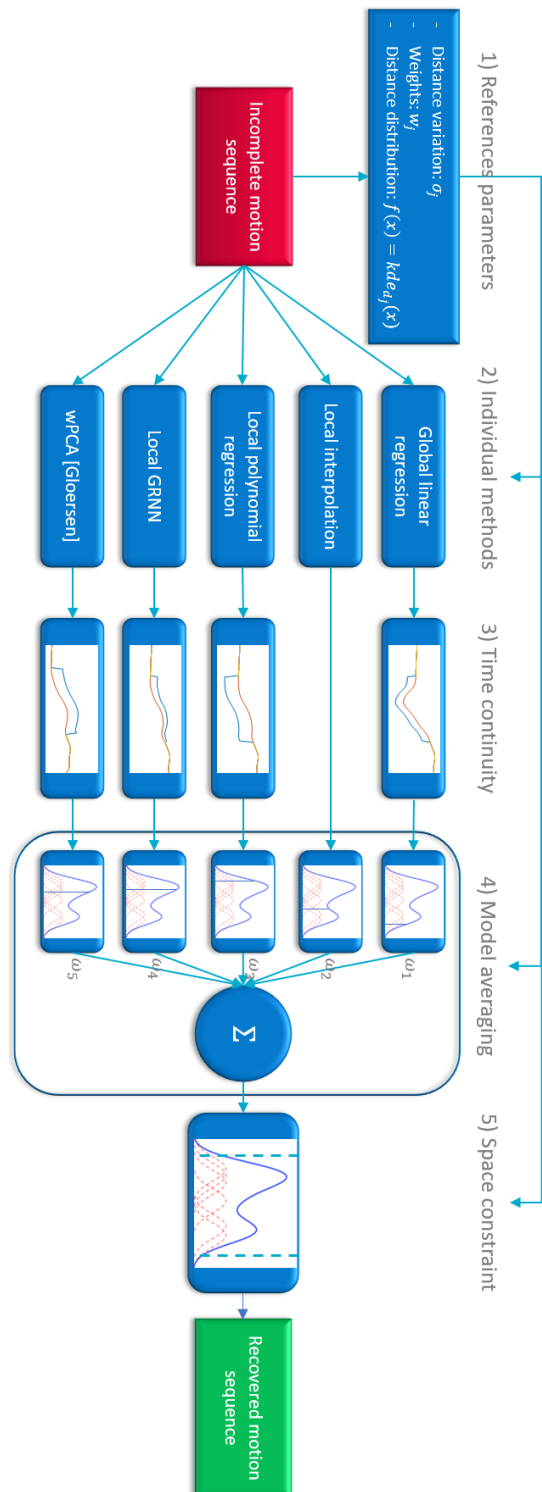 1) References parameters
- Distance variation: σⱼ
- Weights: wⱼ
- Distance distribution: f(x) = kde_{dⱼ}(x)
Incomplete motion
sequence
2) Individual methods
Global linear
regression
Local interpolation
Local polynomial
regression
Local GRNN
wPCA [Gloersen]
3) Time continuity
4) Model averaging
ω₁
ω₂
ω₃
ω₄
ω₅
Σ
5) Space constraint
Recovered motion
sequence